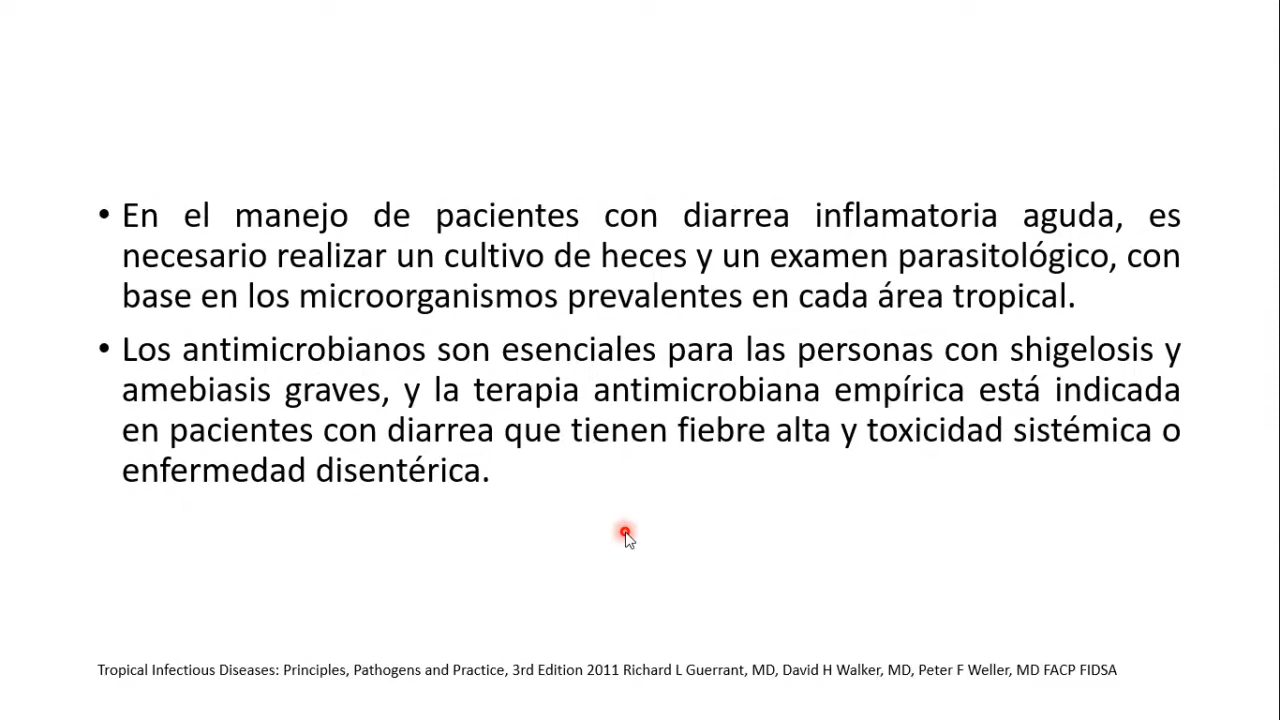 • En el manejo de pacientes con diarrea inflamatoria aguda, es
necesario realizar un cultivo de heces y un examen parasitológico, con
base en los microorganismos prevalentes en cada área tropical.
• Los antimicrobianos son esenciales para las personas con shigelosis y
amebiasis graves, y la terapia antimicrobiana empírica está indicada
en pacientes con diarrea que tienen fiebre alta y toxicidad sistémica o
enfermedad disentérica.
Tropical Infectious Diseases: Principles, Pathogens and Practice, 3rd Edition 2011 Richard L Guerrant, MD, David H Walker, MD, Peter F Weller, MD FACP FIDSA